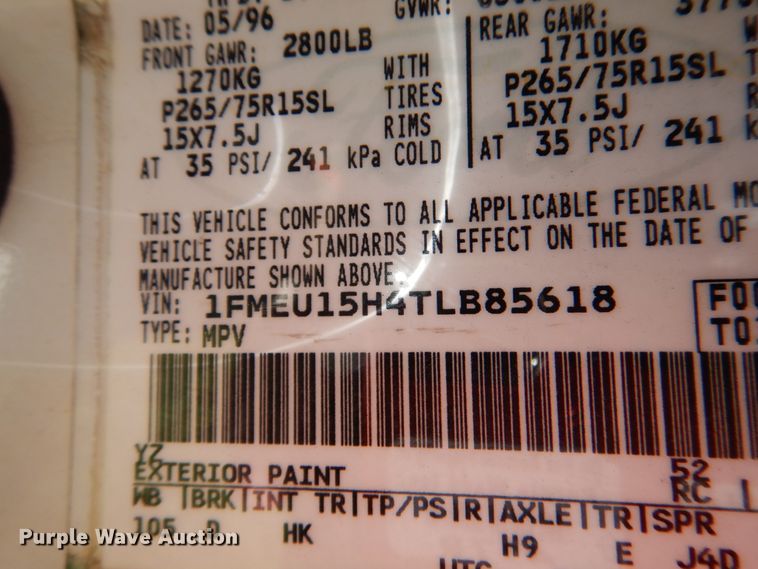 DATE: 05/96 GVWR:
FRONT GAWR: 2800LB REAR GAWR:
1270KG WITH 1710KG
P265/75R15SL TIRES P265/75R15SL
15X7.5J RIMS 15X7.5J
AT 35 PSI/ 241 kPa COLD AT 35 PSI/ 241
THIS VEHICLE CONFORMS TO ALL APPLICABLE FEDERAL
VEHICLE SAFETY STANDARDS IN EFFECT ON THE DATE OF
MANUFACTURE SHOWN ABOVE.
VIN: 1FMEU15H4TLB85618
TYPE: MPV
YZ
EXTERIOR PAINT 52
WB |BRK|INT TR|TP/PS|R|AXLE|TR|SPR RC |
105 HK H9 E J4D
Purple Wave Auction